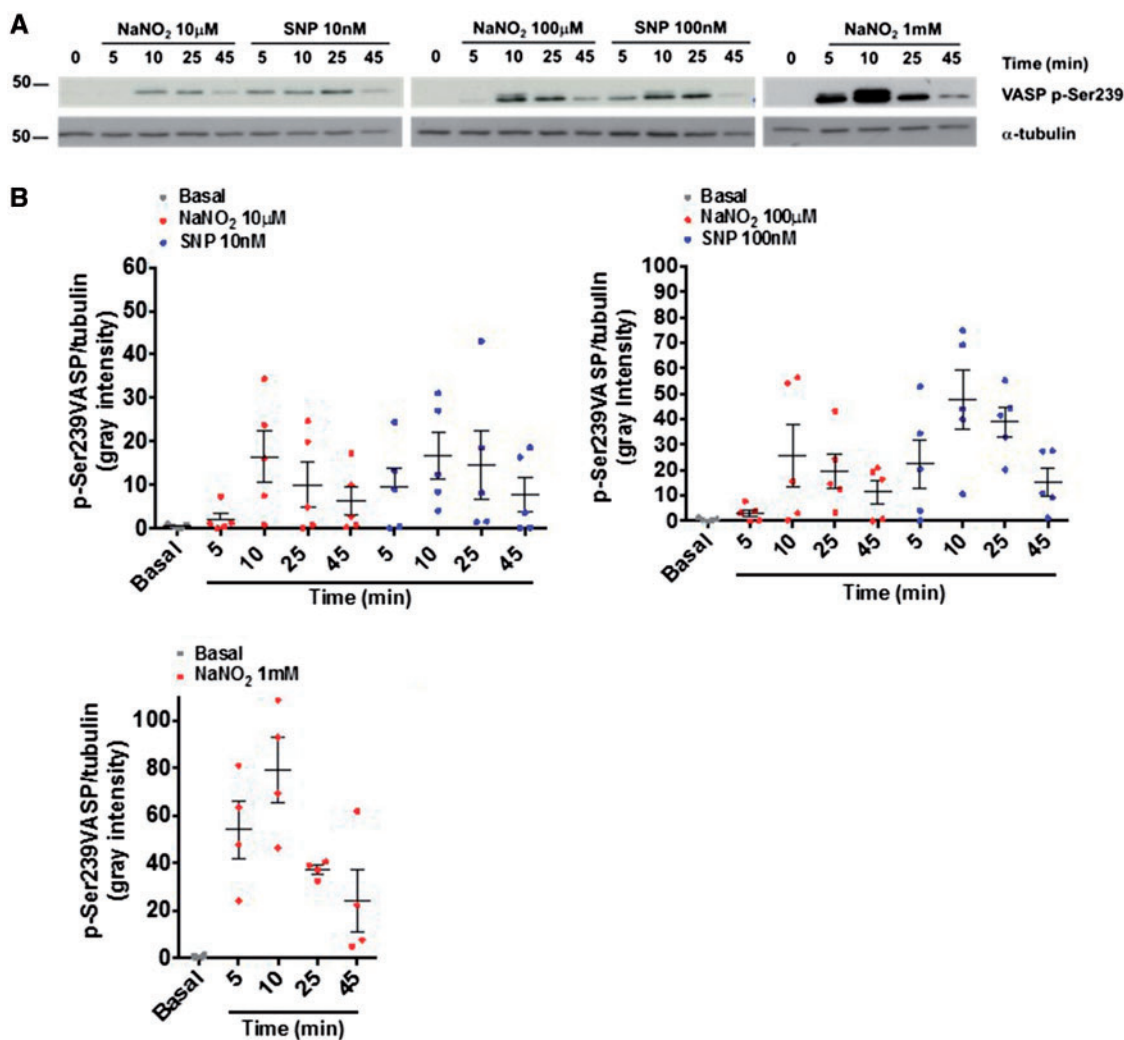 A
NaNO2 10μM SNP 10nM NaNO2 100μM SNP 100nM NaNO2 1mM
0 5 10 25 45 5 10 25 45 0 5 10 25 45 5 10 25 45 0 5 10 25 45 Time (min)
50 VASP p-Ser239
50 α-tubulin
B
Basal
NaNO2 10μM
SNP 10nM
p-Ser239VASP/tubulin
(gray intensity)
60
50
40
30
20
10
0
Basal 5 10 25 45 5 10 25 45
Time (min)
Basal
NaNO2 100μM
SNP 100nM
p-Ser239VASP/tubulin
(gray Intensity)
100
90
80
70
60
50
40
30
20
10
0
Basal 5 10 25 45 5 10 25 45
Time (min)
Basal
NaNO2 1mM
p-Ser239VASP/tubulin
(gray intensity)
100
80
60
40
20
0
Basal 5 10 25 45
Time (min)